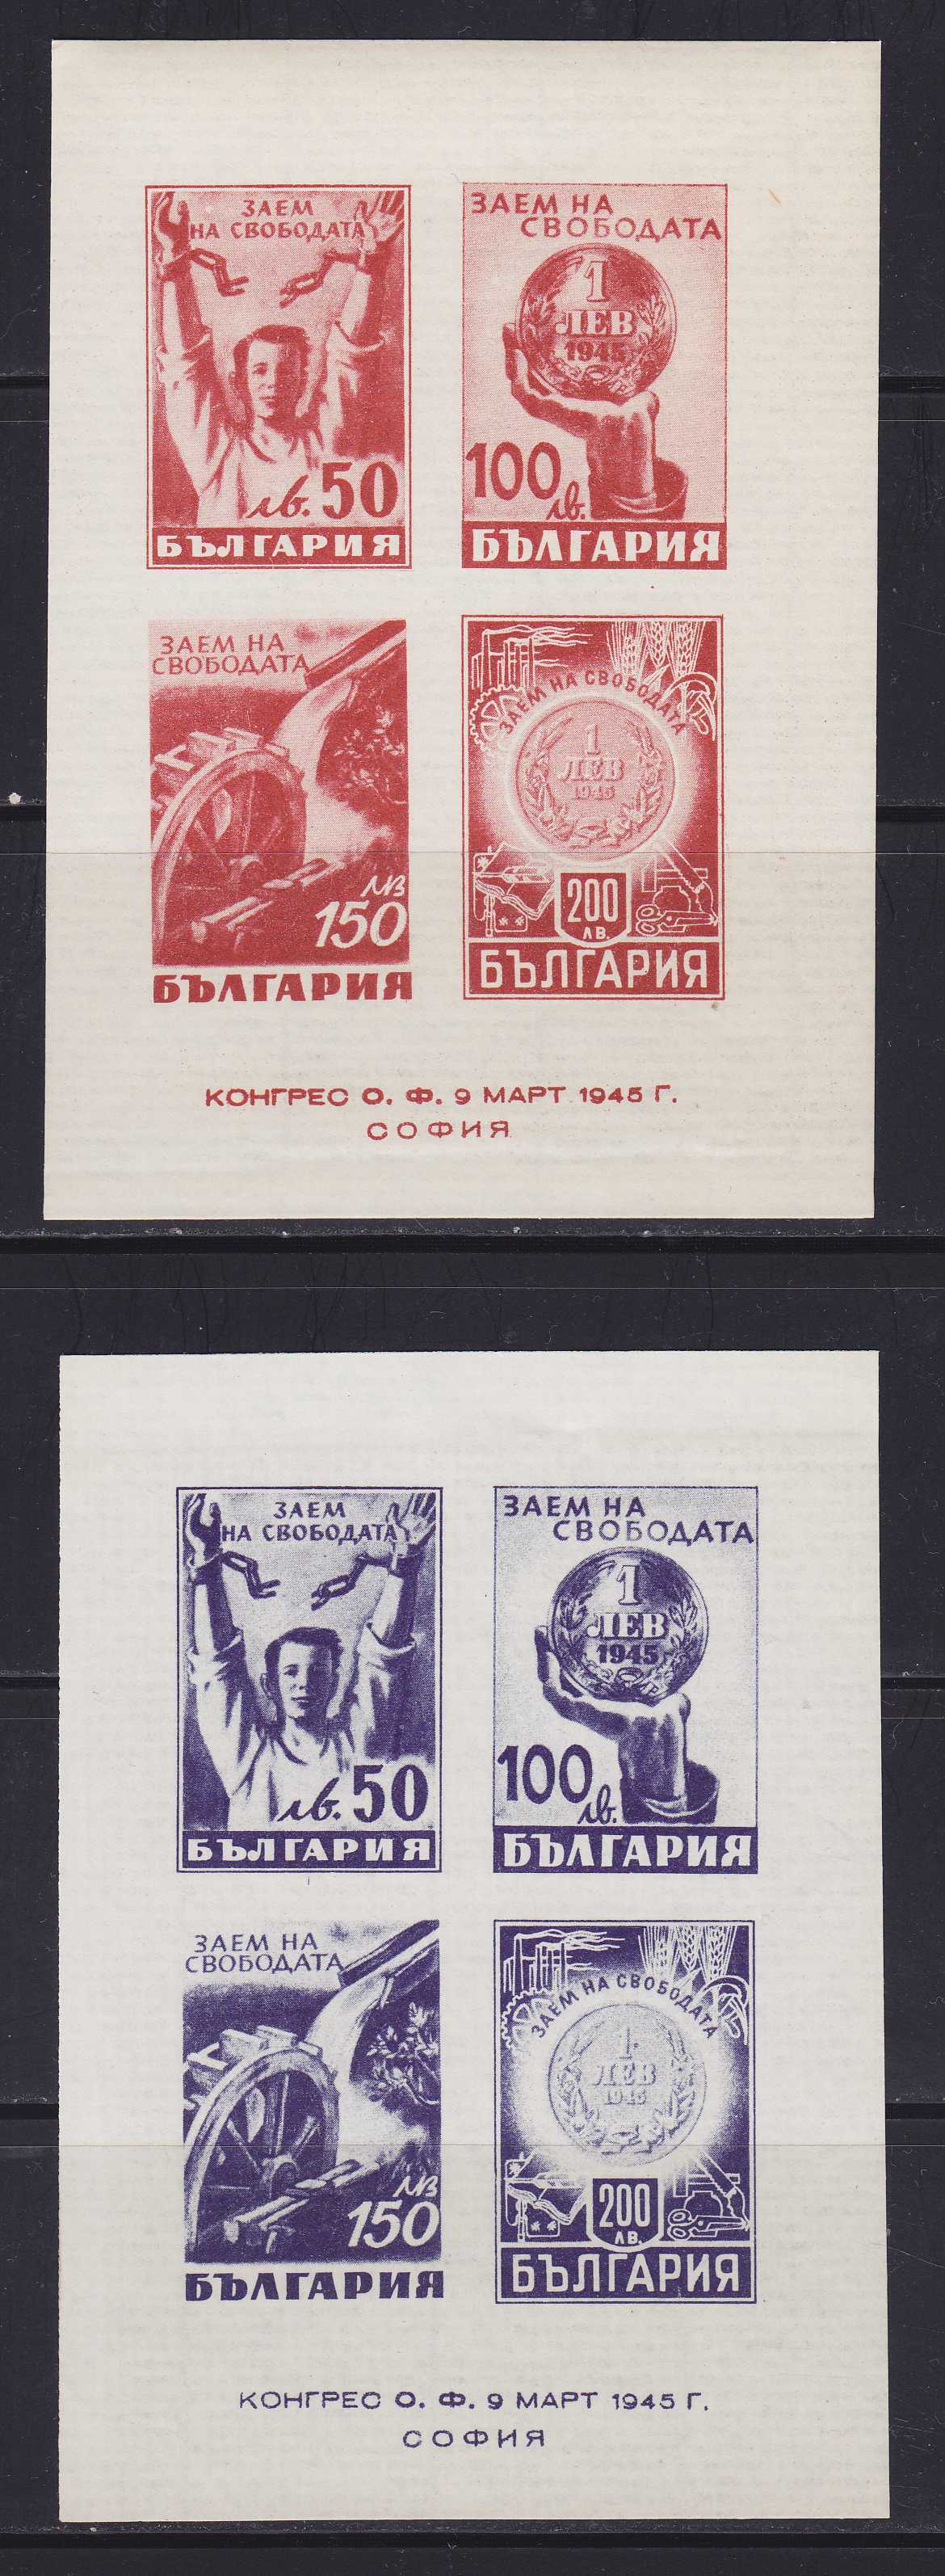 ЗАЕМ
НА СВОБОДАТА
лв. 50
БЪЛГАРИЯ
ЗАЕМ НА
СВОБОДАТА
1
ЛЕВ
1945
100 лв.
БЪЛГАРИЯ
ЗАЕМ НА
СВОБОДАТА
ЛВ
150
БЪЛГАРИЯ
ЗАЕМ НА СВОБОДАТА
1
ЛЕВ
1945
200
ЛВ.
БЪЛГАРИЯ
КОНГРЕС О. Ф. 9 МАРТ 1945 Г.
СОФИЯ
ЗАЕМ
НА СВОБОДАТА
лв. 50
БЪЛГАРИЯ
ЗАЕМ НА
СВОБОДАТА
1
ЛЕВ
1945
100 лв.
БЪЛГАРИЯ
ЗАЕМ НА
СВОБОДАТА
ЛВ
150
БЪЛГАРИЯ
ЗАЕМ НА СВОБОДАТА
1
ЛЕВ
1945
200
ЛВ.
БЪЛГАРИЯ
КОНГРЕС О. Ф. 9 МАРТ 1945 Г.
СОФИЯ